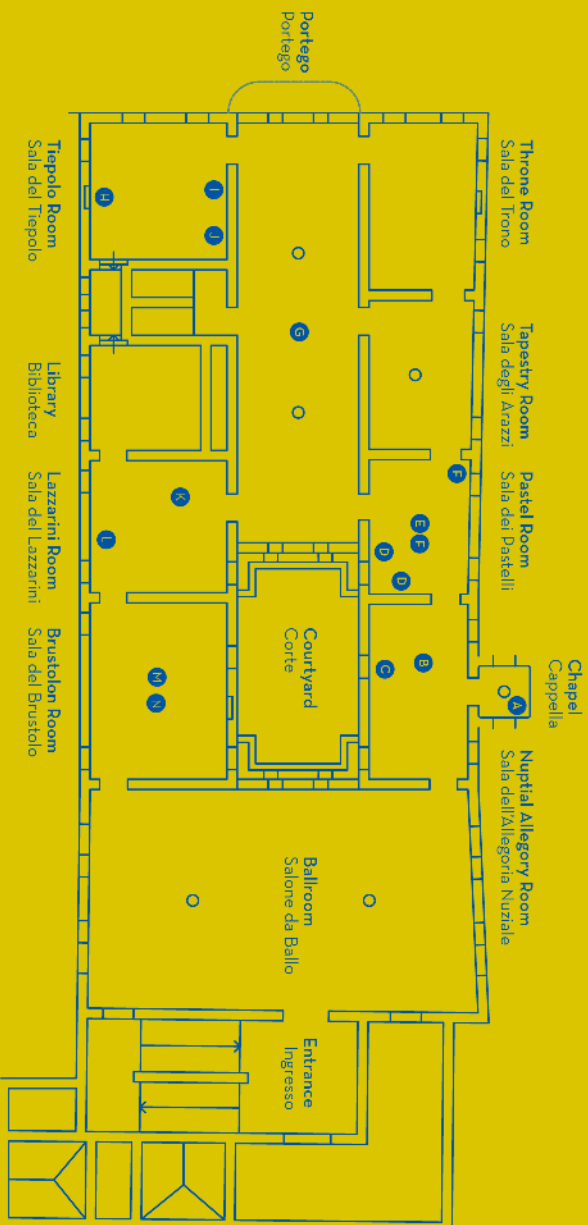 Portego
Portego
Throne Room
Sala del Trono
Tapestry Room
Sala degli Arazzi
Pastel Room
Sala dei Pastelli
Chapel
Cappella
Nuptial Allegory Room
Sala dell'Allegoria Nuziale
Courtyard
Corte
Ballroom
Salone da Ballo
Entrance
Ingresso
Tiepolo Room
Sala del Tiepolo
Library
Biblioteca
Lazzarini Room
Sala del Lazzarini
Brustolon Room
Sala del Brustolo
A
B
C
D
D
E
F
F
G
H
I
J
K
L
M
N